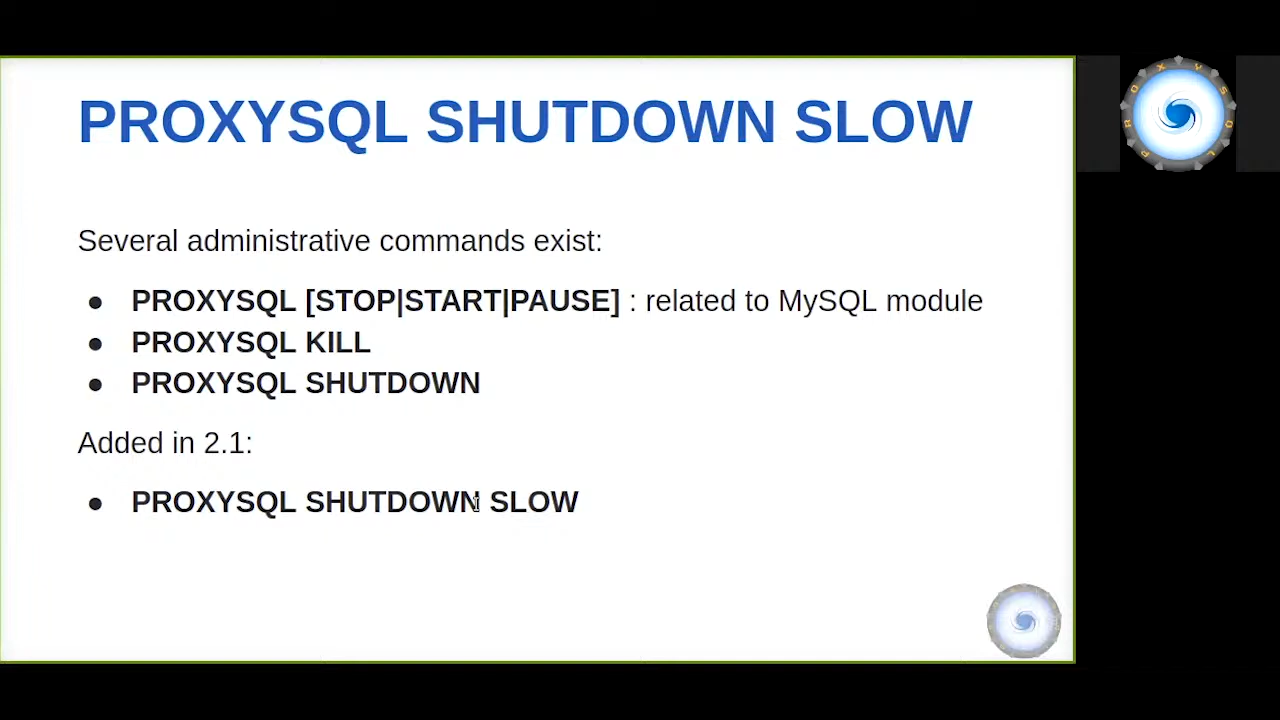 PROXYSQL SHUTDOWN SLOW
Several administrative commands exist:
● PROXYSQL [STOP|START|PAUSE] : related to MySQL module
● PROXYSQL KILL
● PROXYSQL SHUTDOWN
Added in 2.1:
● PROXYSQL SHUTDOWN SLOW
PROXYSQL